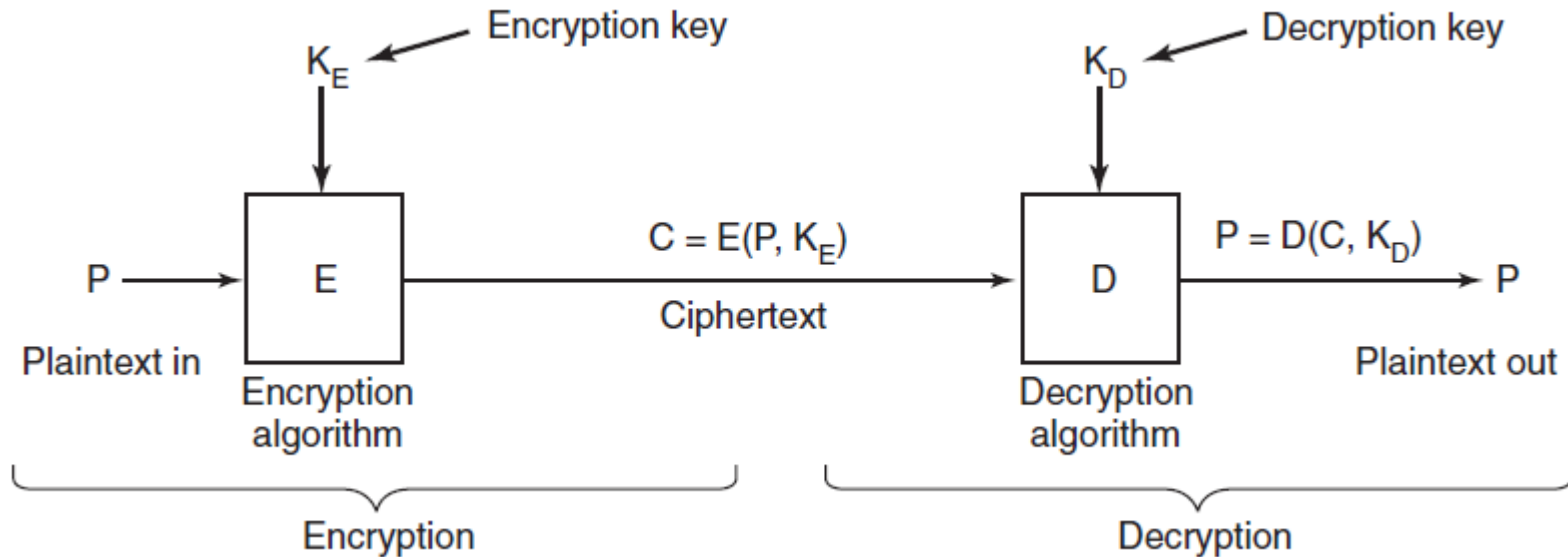 Encryption key
Decryption key
K_E
K_D
C = E(P, K_E)
P = D(C, K_D)
P
E
D
P
Ciphertext
Plaintext in
Plaintext out
Encryption
algorithm
Decryption
algorithm
Encryption
Decryption